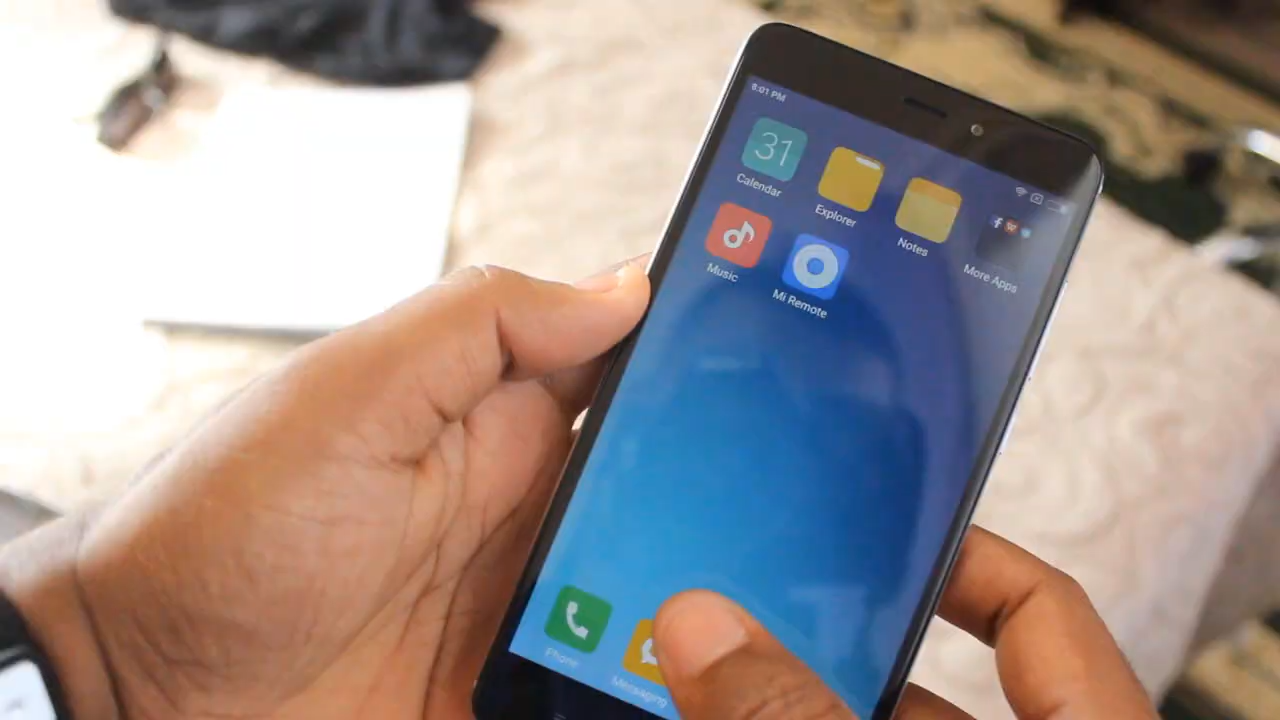 8:01 PM
31
Calendar
Explorer
Notes
More Apps
Music
Mi Remote
Phone
Messaging